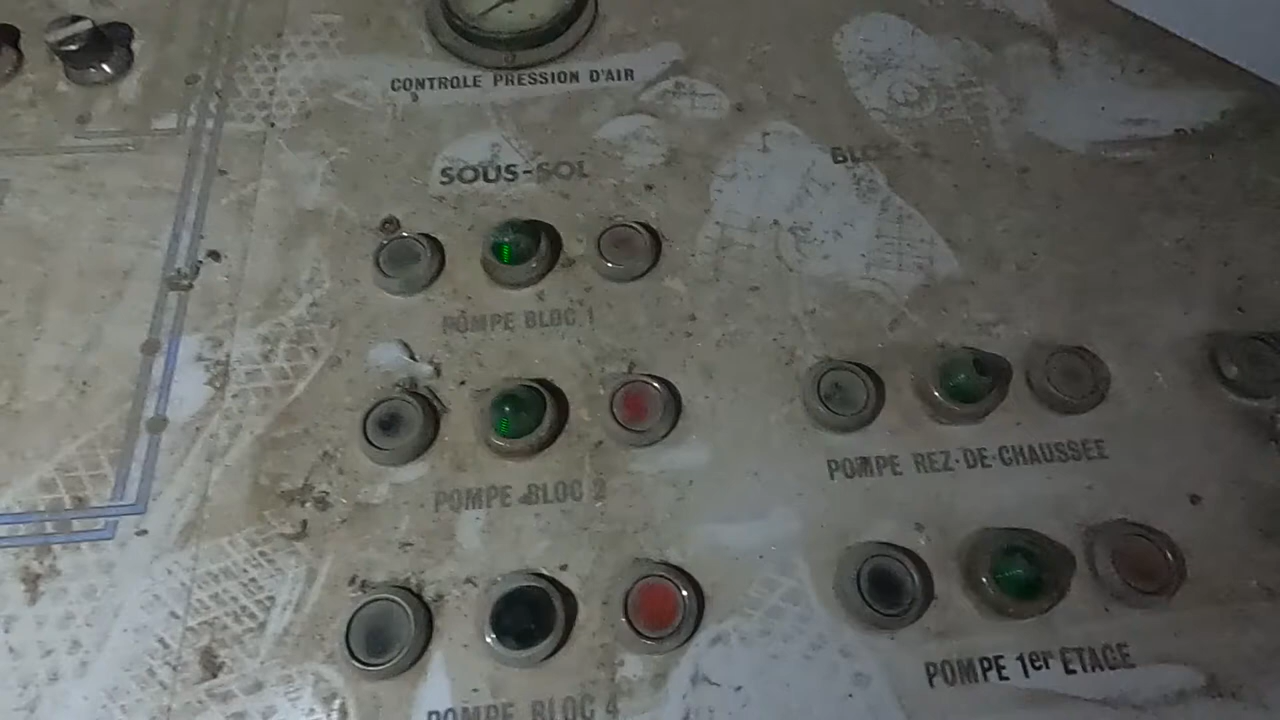 CONTROLE PRESSION D'AIR
SOUS-SOL
POMPE BLOC 1
POMPE BLOC 2
POMPE REZ-DE-CHAUSSEE
POMPE 1er ETAGE
POMPE BLOC 4